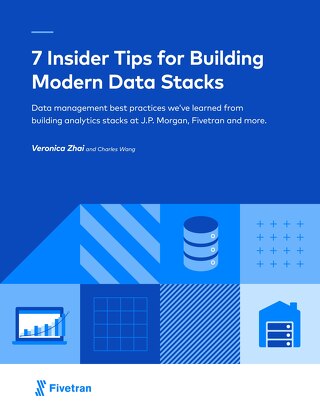 7 Insider Tips for Building
Modern Data Stacks
Data management best practices we've learned from
building analytics stacks at J.P. Morgan, Fivetran and more.
Veronica Zhai and Charles Wang
Fivetran